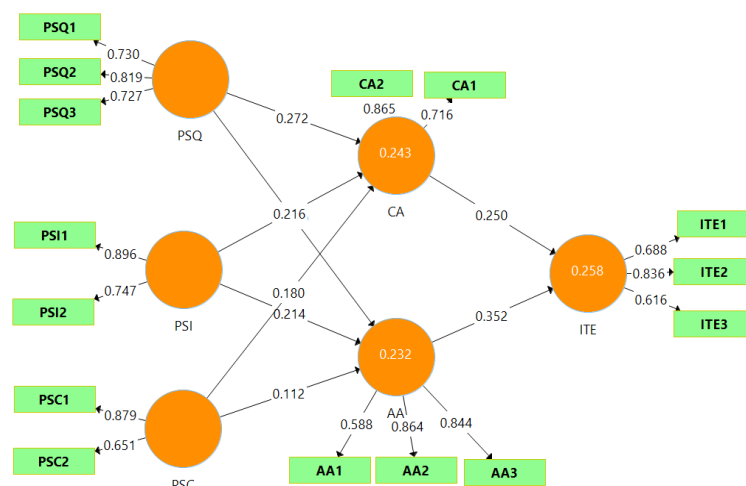 PSQ1
0.730
PSQ2
0.819
PSQ3
0.727
PSQ
CA2
CA1
0.865
0.716
0.272
0.243
CA
PSI1
0.896
PSI2
0.747
PSI
0.216
0.180
0.214
0.250
ITE1
0.688
ITE2
0.836
ITE3
0.616
0.258
ITE
0.352
0.232
AA
PSC1
0.879
PSC2
0.651
PSC
0.112
0.588
0.864
0.844
AA1
AA2
AA3